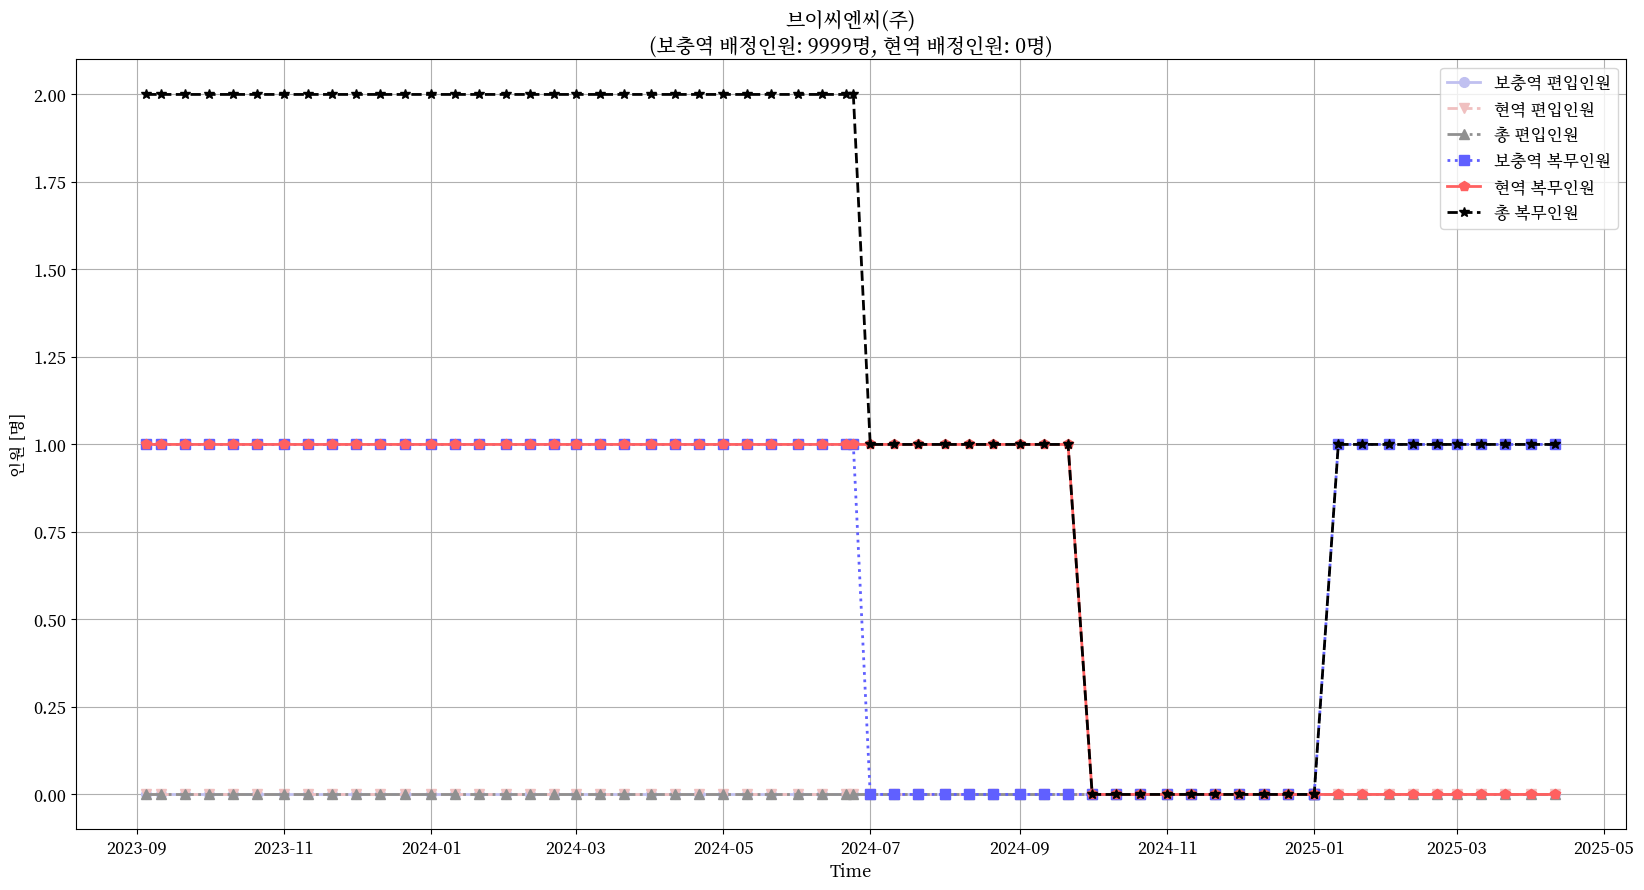 브이씨엔씨(주)
(보충역 배정인원: 9999명, 현역 배정인원: 0명)
보충역 편입인원
현역 편입인원
총 편입인원
보충역 복무인원
현역 복무인원
총 복무인원
인원 [명]
2.00
1.75
1.50
1.25
1.00
0.75
0.50
0.25
0.00
2023-09 2023-11 2024-01 2024-03 2024-05 2024-07 2024-09 2024-11 2025-01 2025-03 2025-05
Time